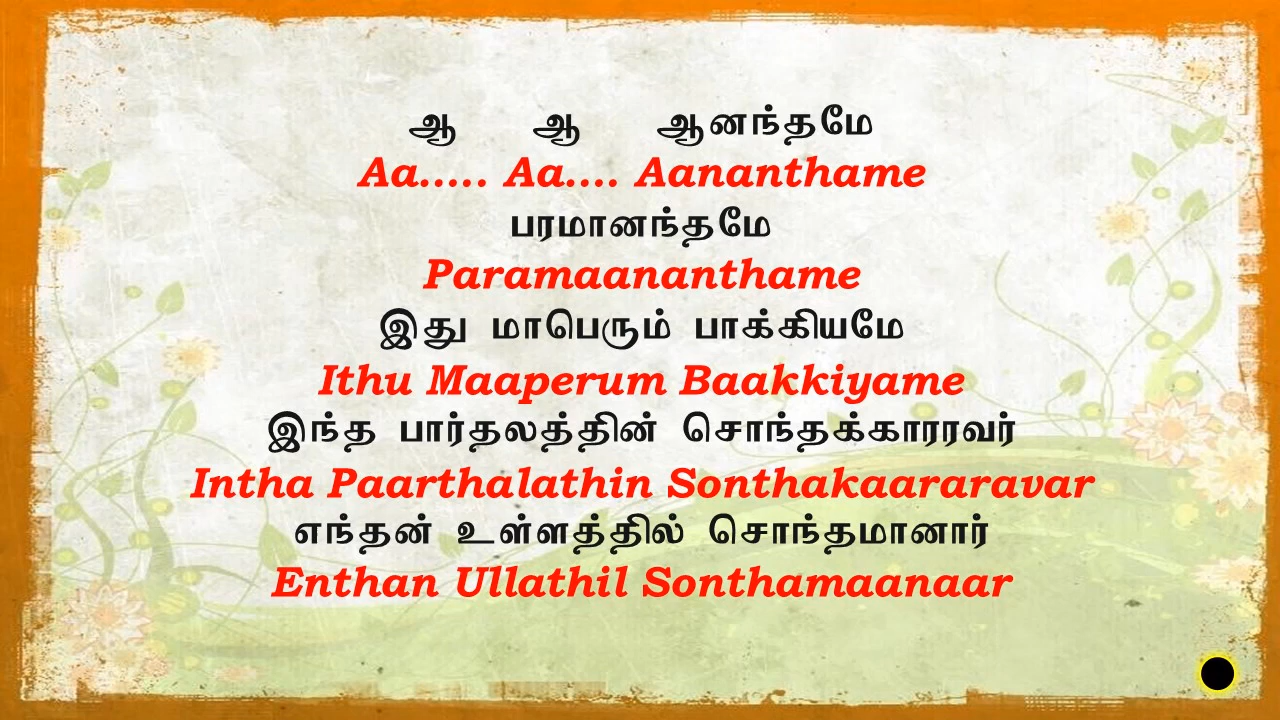 ஆ ஆ ஆனந்தமே
Aa..... Aa.... Aananthame
பரமானந்தமே
Paramaananthame
இது மாபெரும் பாக்கியமே
Ithu Maaperum Baakkiyame
இந்த பார்தலத்தின் சொந்தக்காரரவர்
Intha Paarthalathin Sonthakaararavar
எந்தன் உள்ளத்தில் சொந்தமானார்
Enthan Ullathil Sonthamaanaar